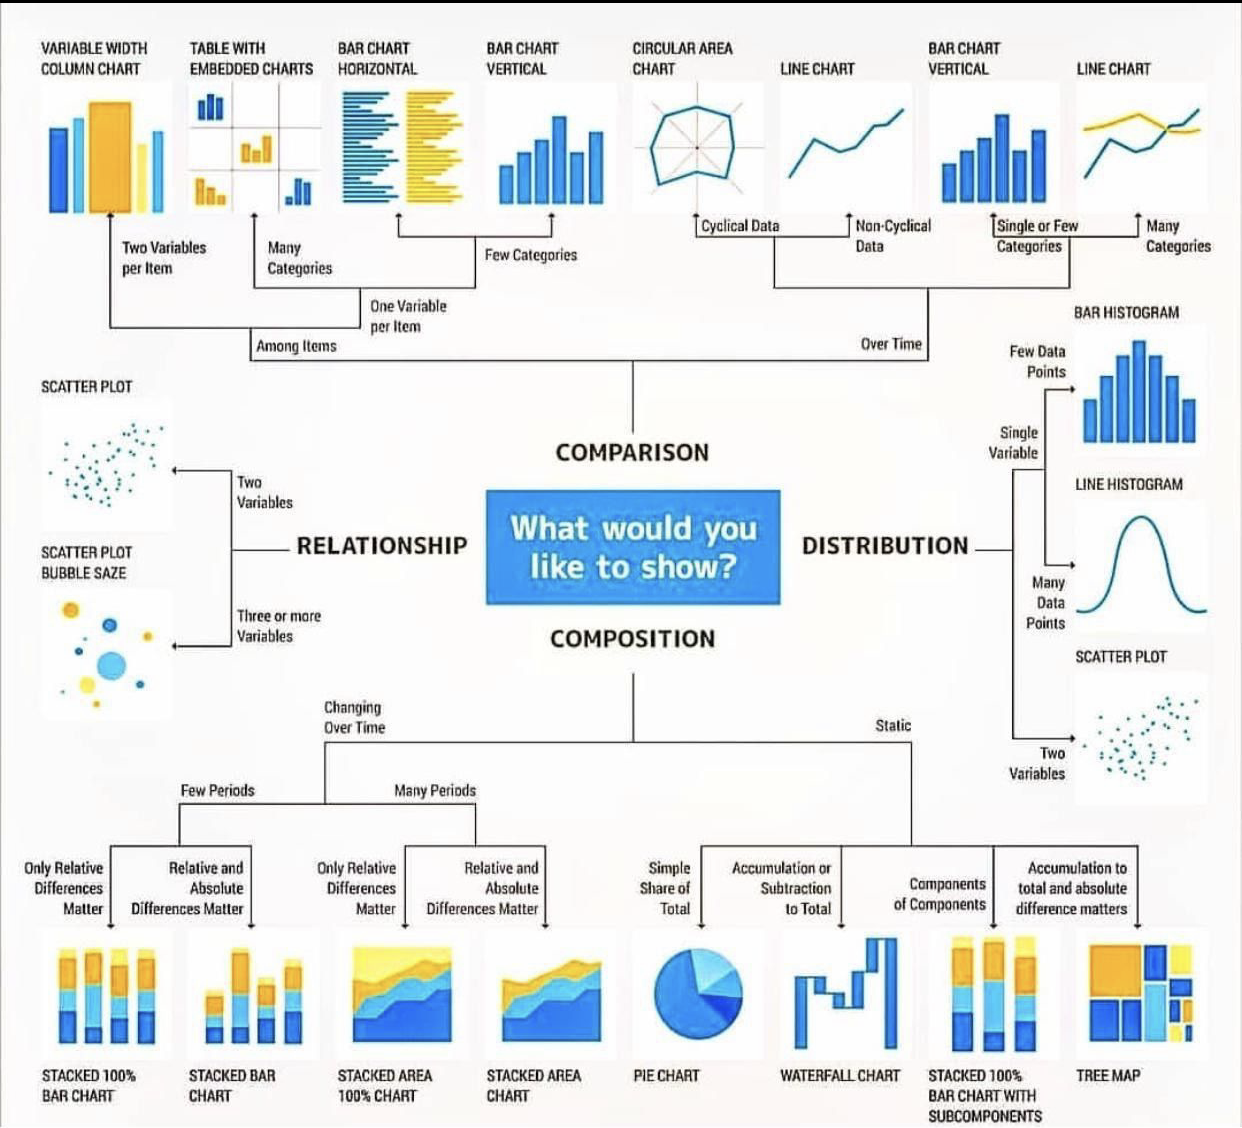 VARIABLE WIDTH
COLUMN CHART
TABLE WITH
EMBEDDED CHARTS
BAR CHART
HORIZONTAL
BAR CHART
VERTICAL
CIRCULAR AREA
CHART
LINE CHART
BAR CHART
VERTICAL
LINE CHART
Two Variables
per Item
Many
Categories
Few Categories
One Variable
per Item
Among Items
Cyclical Data
Non-Cyclical
Data
Single or Few
Categories
Many
Categories
Over Time
COMPARISON
What would you
like to show?
RELATIONSHIP
SCATTER PLOT
Two
Variables
SCATTER PLOT
BUBBLE SAZE
Three or more
Variables
DISTRIBUTION
BAR HISTOGRAM
Few Data
Points
Single
Variable
LINE HISTOGRAM
Many
Data
Points
SCATTER PLOT
Two
Variables
COMPOSITION
Changing
Over Time
Static
Few Periods
Many Periods
Only Relative
Differences
Matter
Relative and
Absolute
Differences Matter
Only Relative
Differences
Matter
Relative and
Absolute
Differences Matter
Simple
Share of
Total
Accumulation or
Subtraction
to Total
Components
of Components
Accumulation to
total and absolute
difference matters
STACKED 100%
BAR CHART
STACKED BAR
CHART
STACKED AREA
100% CHART
STACKED AREA
CHART
PIE CHART
WATERFALL CHART
STACKED 100%
BAR CHART WITH
SUBCOMPONENTS
TREE MAP